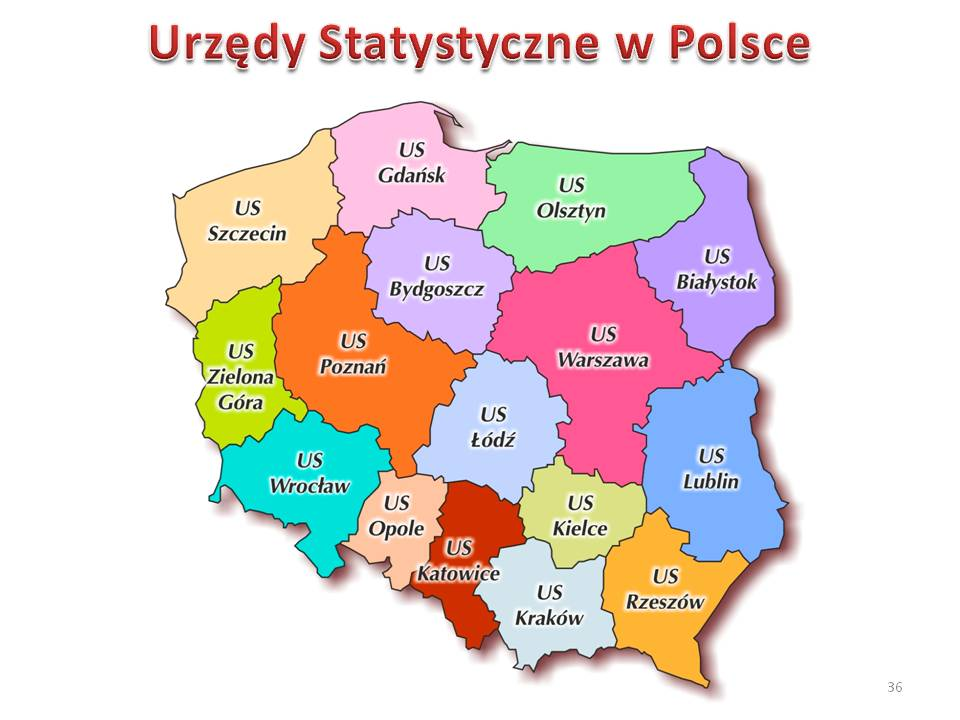 Urzędy Statystyczne w Polsce
US
Gdańsk
US
Szczecin
US
Olsztyn
US
Białystok
US
Bydgoszcz
US
Warszawa
US
Poznań
US
Zielona
Góra
US
Łódź
US
Wrocław
US
Lublin
US
Opole
US
Kielce
US
Katowice
US
Kraków
US
Rzeszów
36